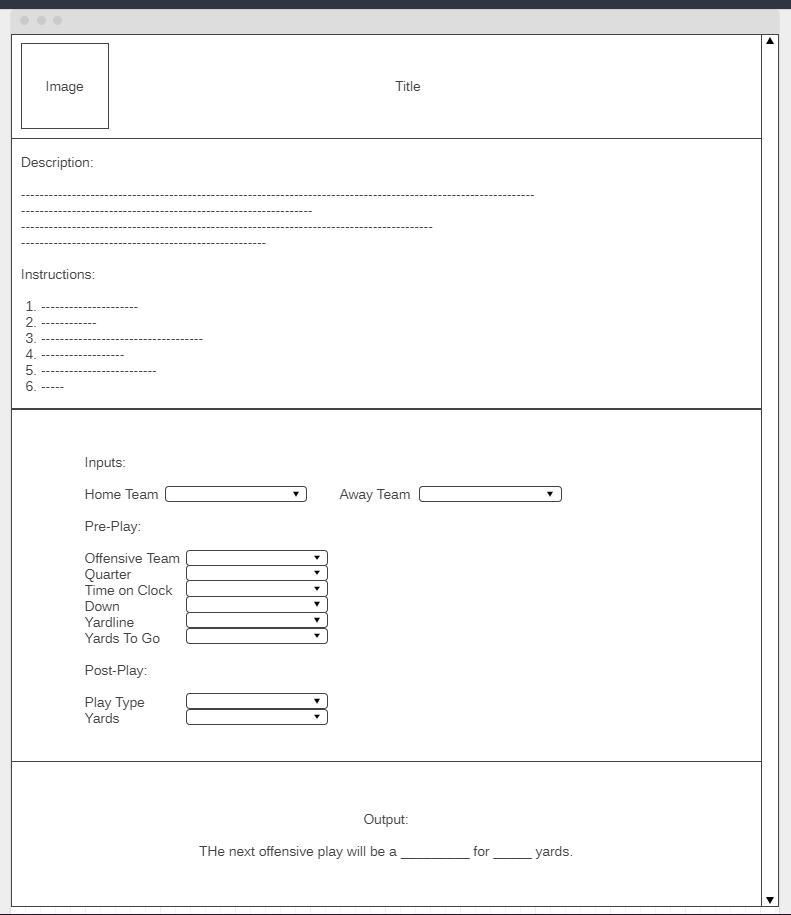 Image
Title
Description:
---------------------------------------------------------------------------------------------------------------
---------------------------------------------------------------
-----------------------------------------------------------------------------------------
-----------------------------------------------------
Instructions:
1. ---------------------
2. ------------
3. -----------------------------------
4. ------------------
5. -------------------------
6. -----
Inputs:
Home Team Away Team
Pre-Play:
Offensive Team
Quarter
Time on Clock
Down
Yardline
Yards To Go
Post-Play:
Play Type
Yards
Output:
THe next offensive play will be a _________ for _____ yards.